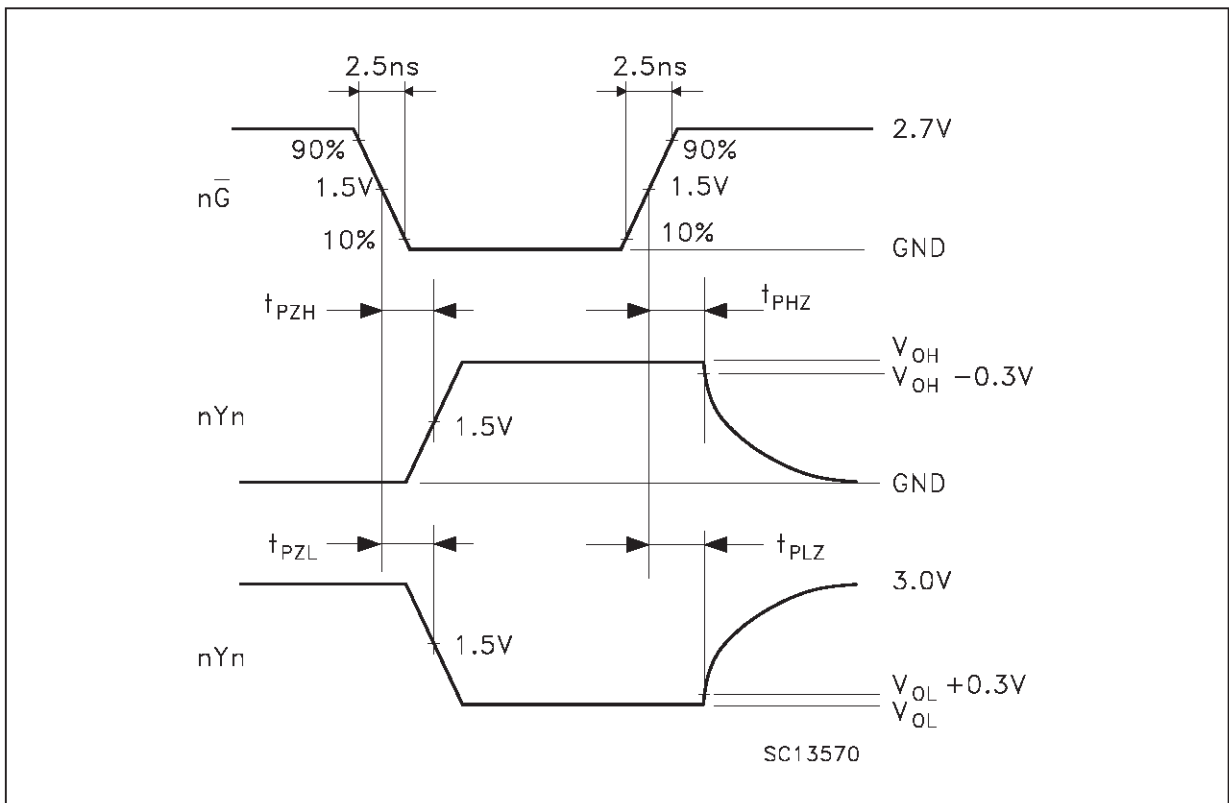 2.5ns 2.5ns
2.7V
90% 90%
nG̅ 1.5V 1.5V
10% 10%
GND
tPZH tPHZ
VOH
VOH −0.3V
nYn 1.5V
GND
tPZL tPLZ
3.0V
1.5V
nYn
VOL +0.3V
VOL
SC13570